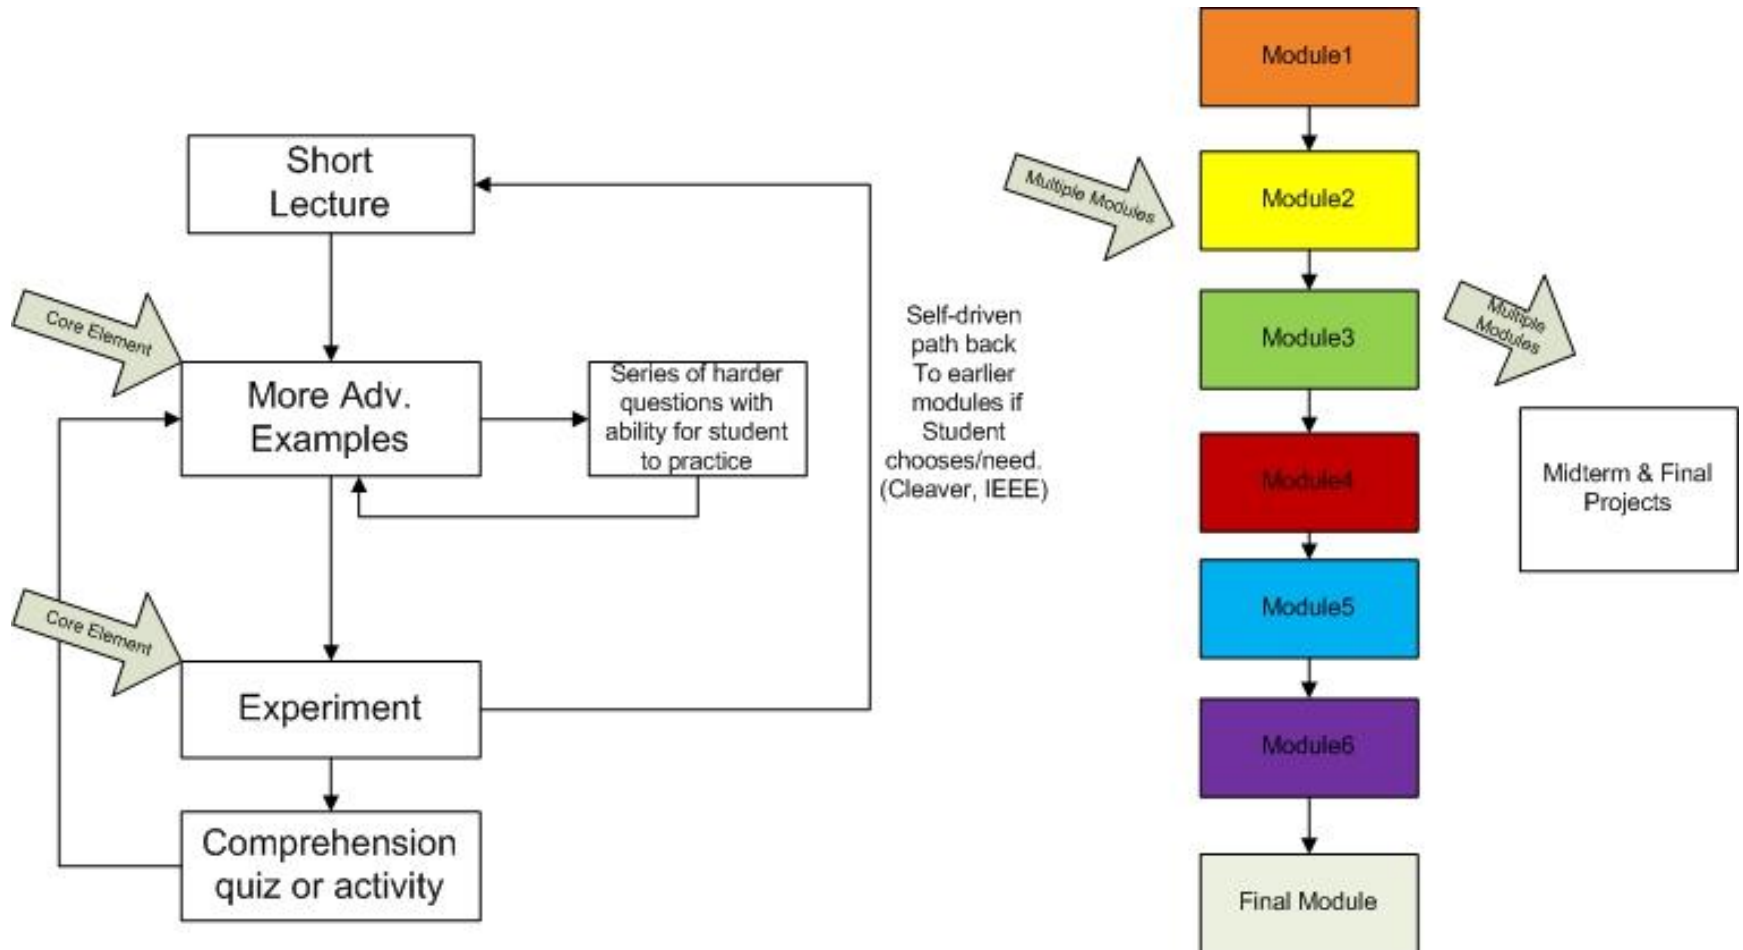 Short
Lecture
Core Element
More Adv.
Examples
Series of harder
questions with
ability for student
to practice
Core Element
Experiment
Comprehension
quiz or activity
Self-driven
path back
To earlier
modules if
Student
chooses/need.
(Cleaver, IEEE)
Multiple Modules
Module1
Module2
Module3
Module4
Module5
Module6
Final Module
Multiple
Modules
Midterm & Final
Projects